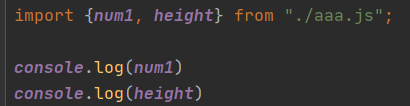 import {num1, height} from "./aaa.js";
console.log(num1)
console.log(height)